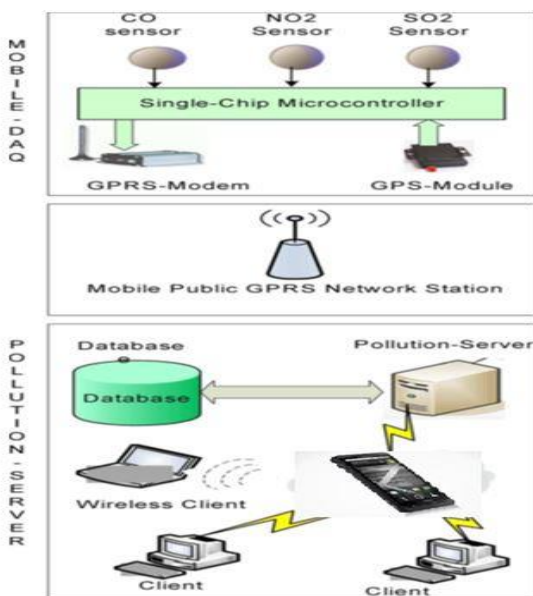 MOBILE-DAQ
CO sensor
NO2 Sensor
SO2 Sensor
Single-Chip Microcontroller
GPRS-Modem
GPS-Module
Mobile Public GPRS Network Station
POLLUTION-SERVER
Database
Pollution-Server
Database
Wireless Client
Client
Client